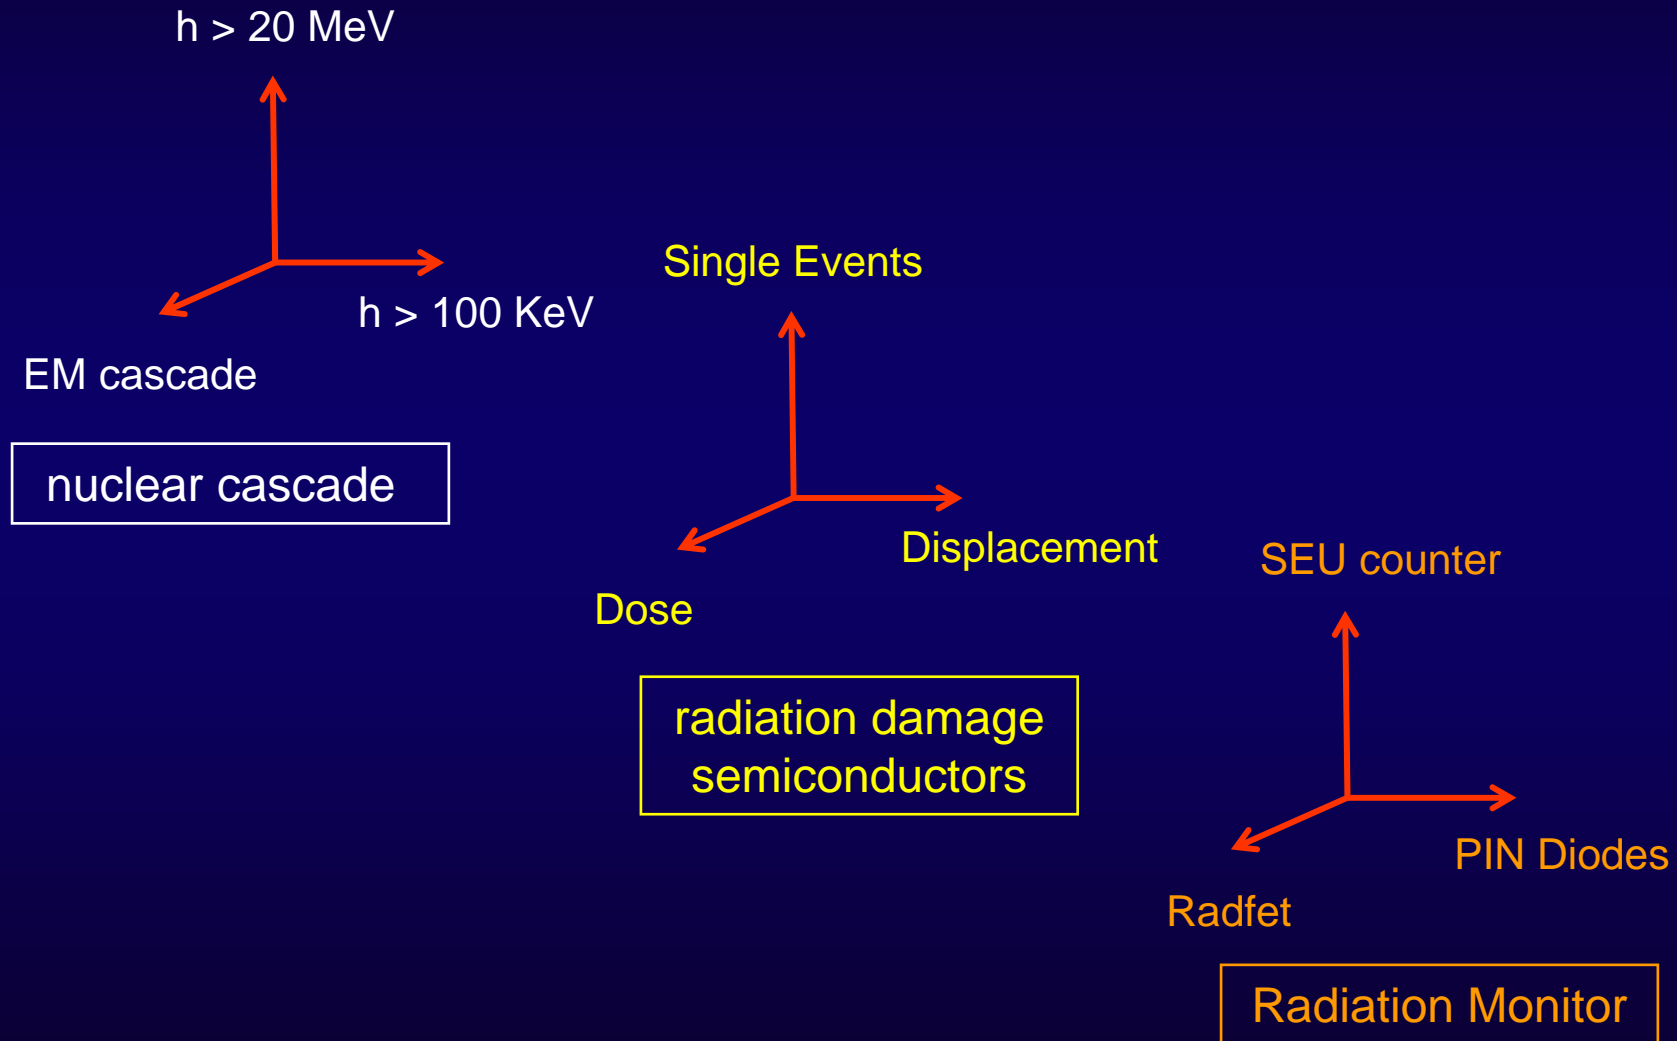 h > 20 MeV
h > 100 KeV
EM cascade
nuclear cascade
Single Events
Displacement
Dose
radiation damage
semiconductors
SEU counter
PIN Diodes
Radfet
Radiation Monitor